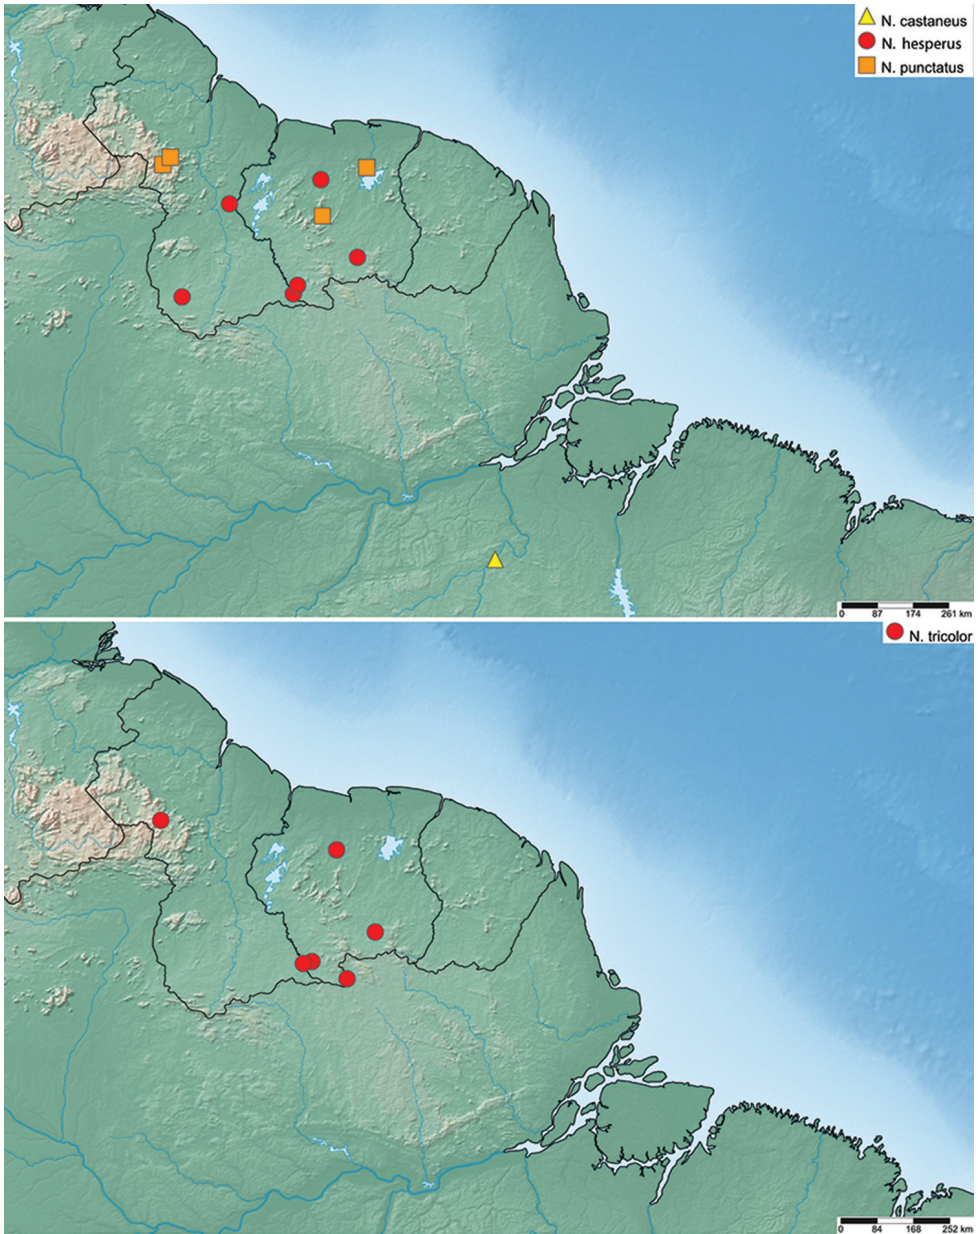 N. castaneus
N. hesperus
N. punctatus
0 87 174 261 km
N. tricolor
0 84 168 252 km